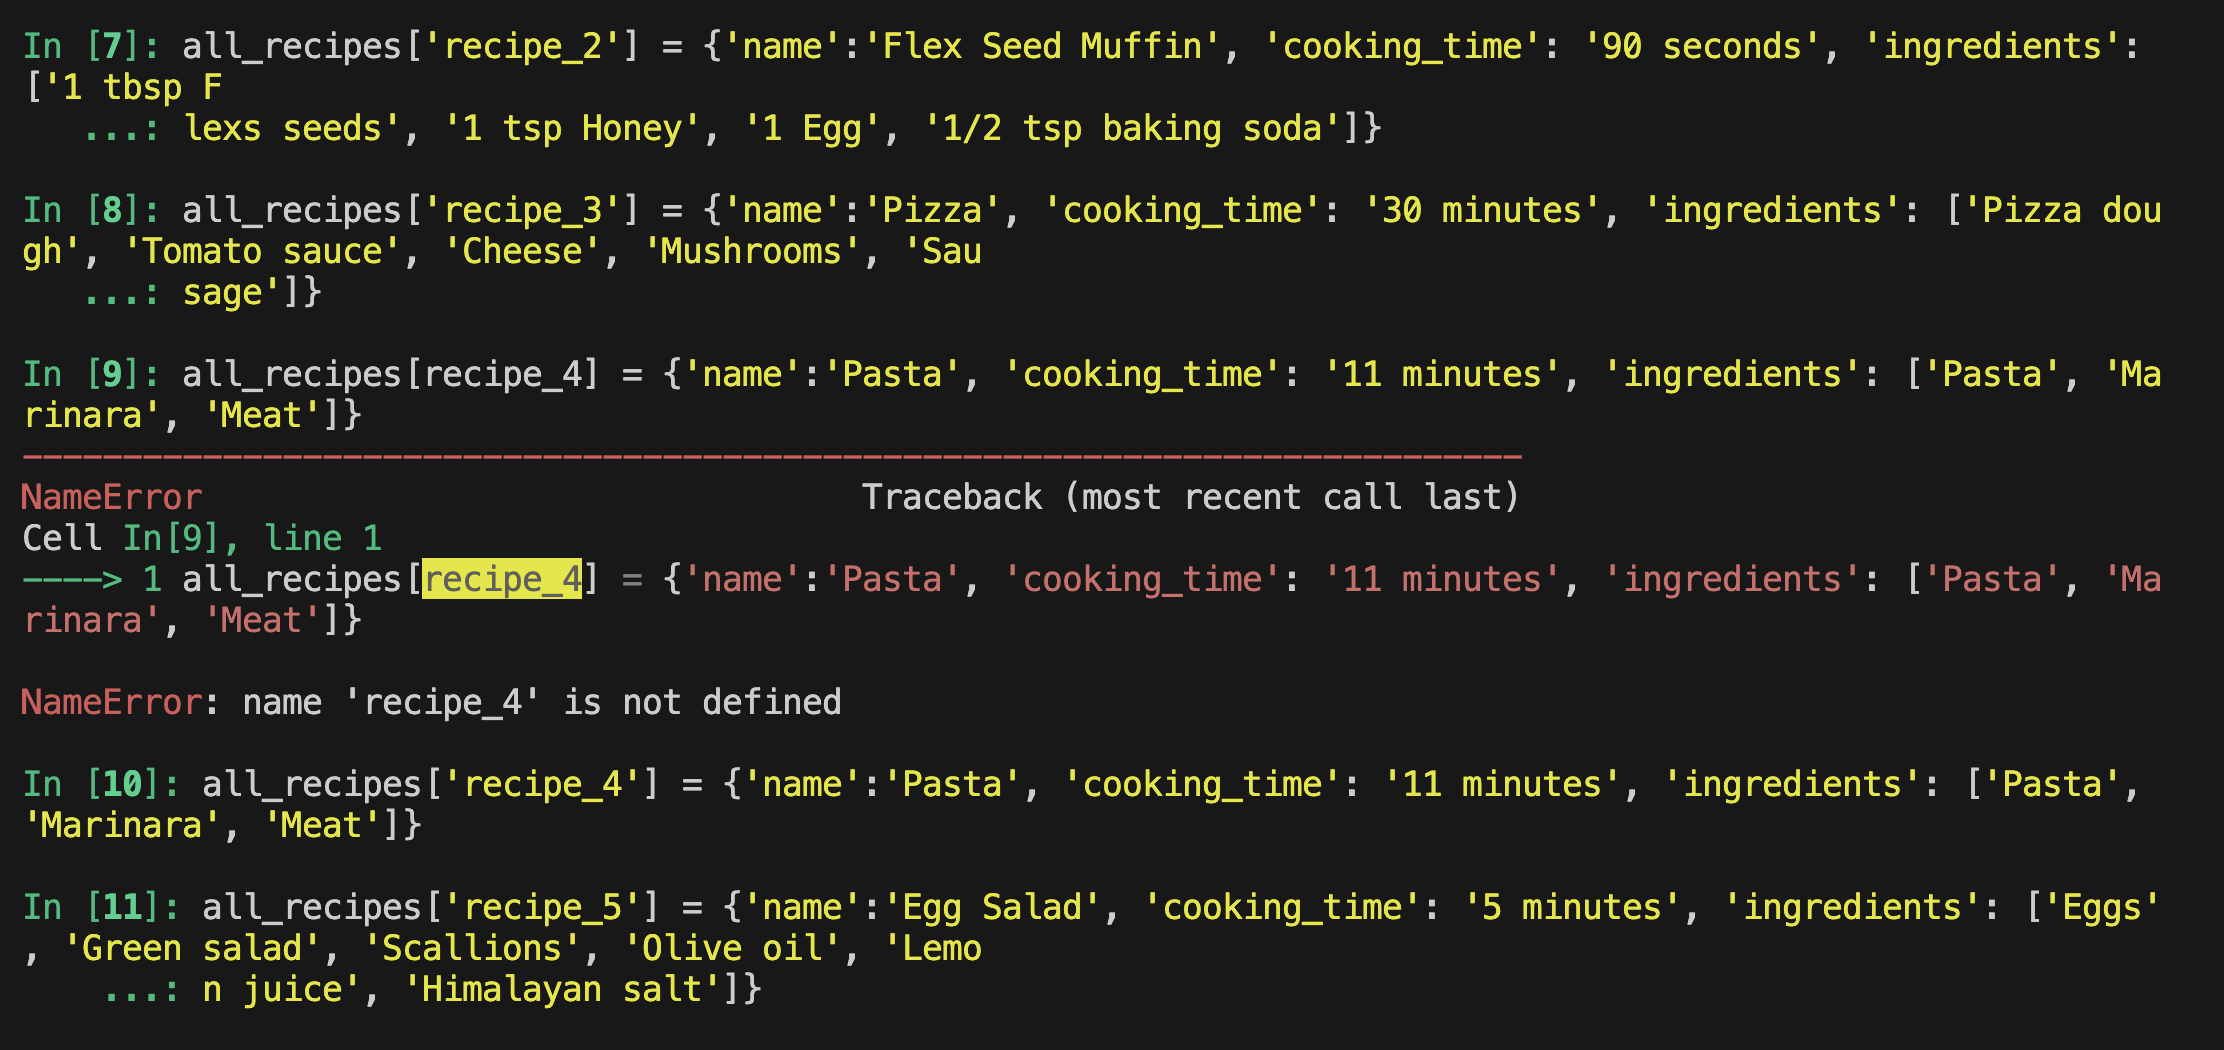 In [7]: all_recipes['recipe_2'] = {'name':'Flex Seed Muffin', 'cooking_time': '90 seconds', 'ingredients':
['1 tbsp F
   ...: lexs seeds', '1 tsp Honey', '1 Egg', '1/2 tsp baking soda']}
In [8]: all_recipes['recipe_3'] = {'name':'Pizza', 'cooking_time': '30 minutes', 'ingredients': ['Pizza dou
gh', 'Tomato sauce', 'Cheese', 'Mushrooms', 'Sau
   ...: sage']}
In [9]: all_recipes[recipe_4] = {'name':'Pasta', 'cooking_time': '11 minutes', 'ingredients': ['Pasta', 'Ma
rinara', 'Meat']}
---------------------------------------------------------------------------
NameError                                 Traceback (most recent call last)
Cell In[9], line 1
----> 1 all_recipes[recipe_4] = {'name':'Pasta', 'cooking_time': '11 minutes', 'ingredients': ['Pasta', 'Ma
rinara', 'Meat']}
NameError: name 'recipe_4' is not defined
In [10]: all_recipes['recipe_4'] = {'name':'Pasta', 'cooking_time': '11 minutes', 'ingredients': ['Pasta',
'Marinara', 'Meat']}
In [11]: all_recipes['recipe_5'] = {'name':'Egg Salad', 'cooking_time': '5 minutes', 'ingredients': ['Eggs'
, 'Green salad', 'Scallions', 'Olive oil', 'Lemo
    ...: n juice', 'Himalayan salt']}